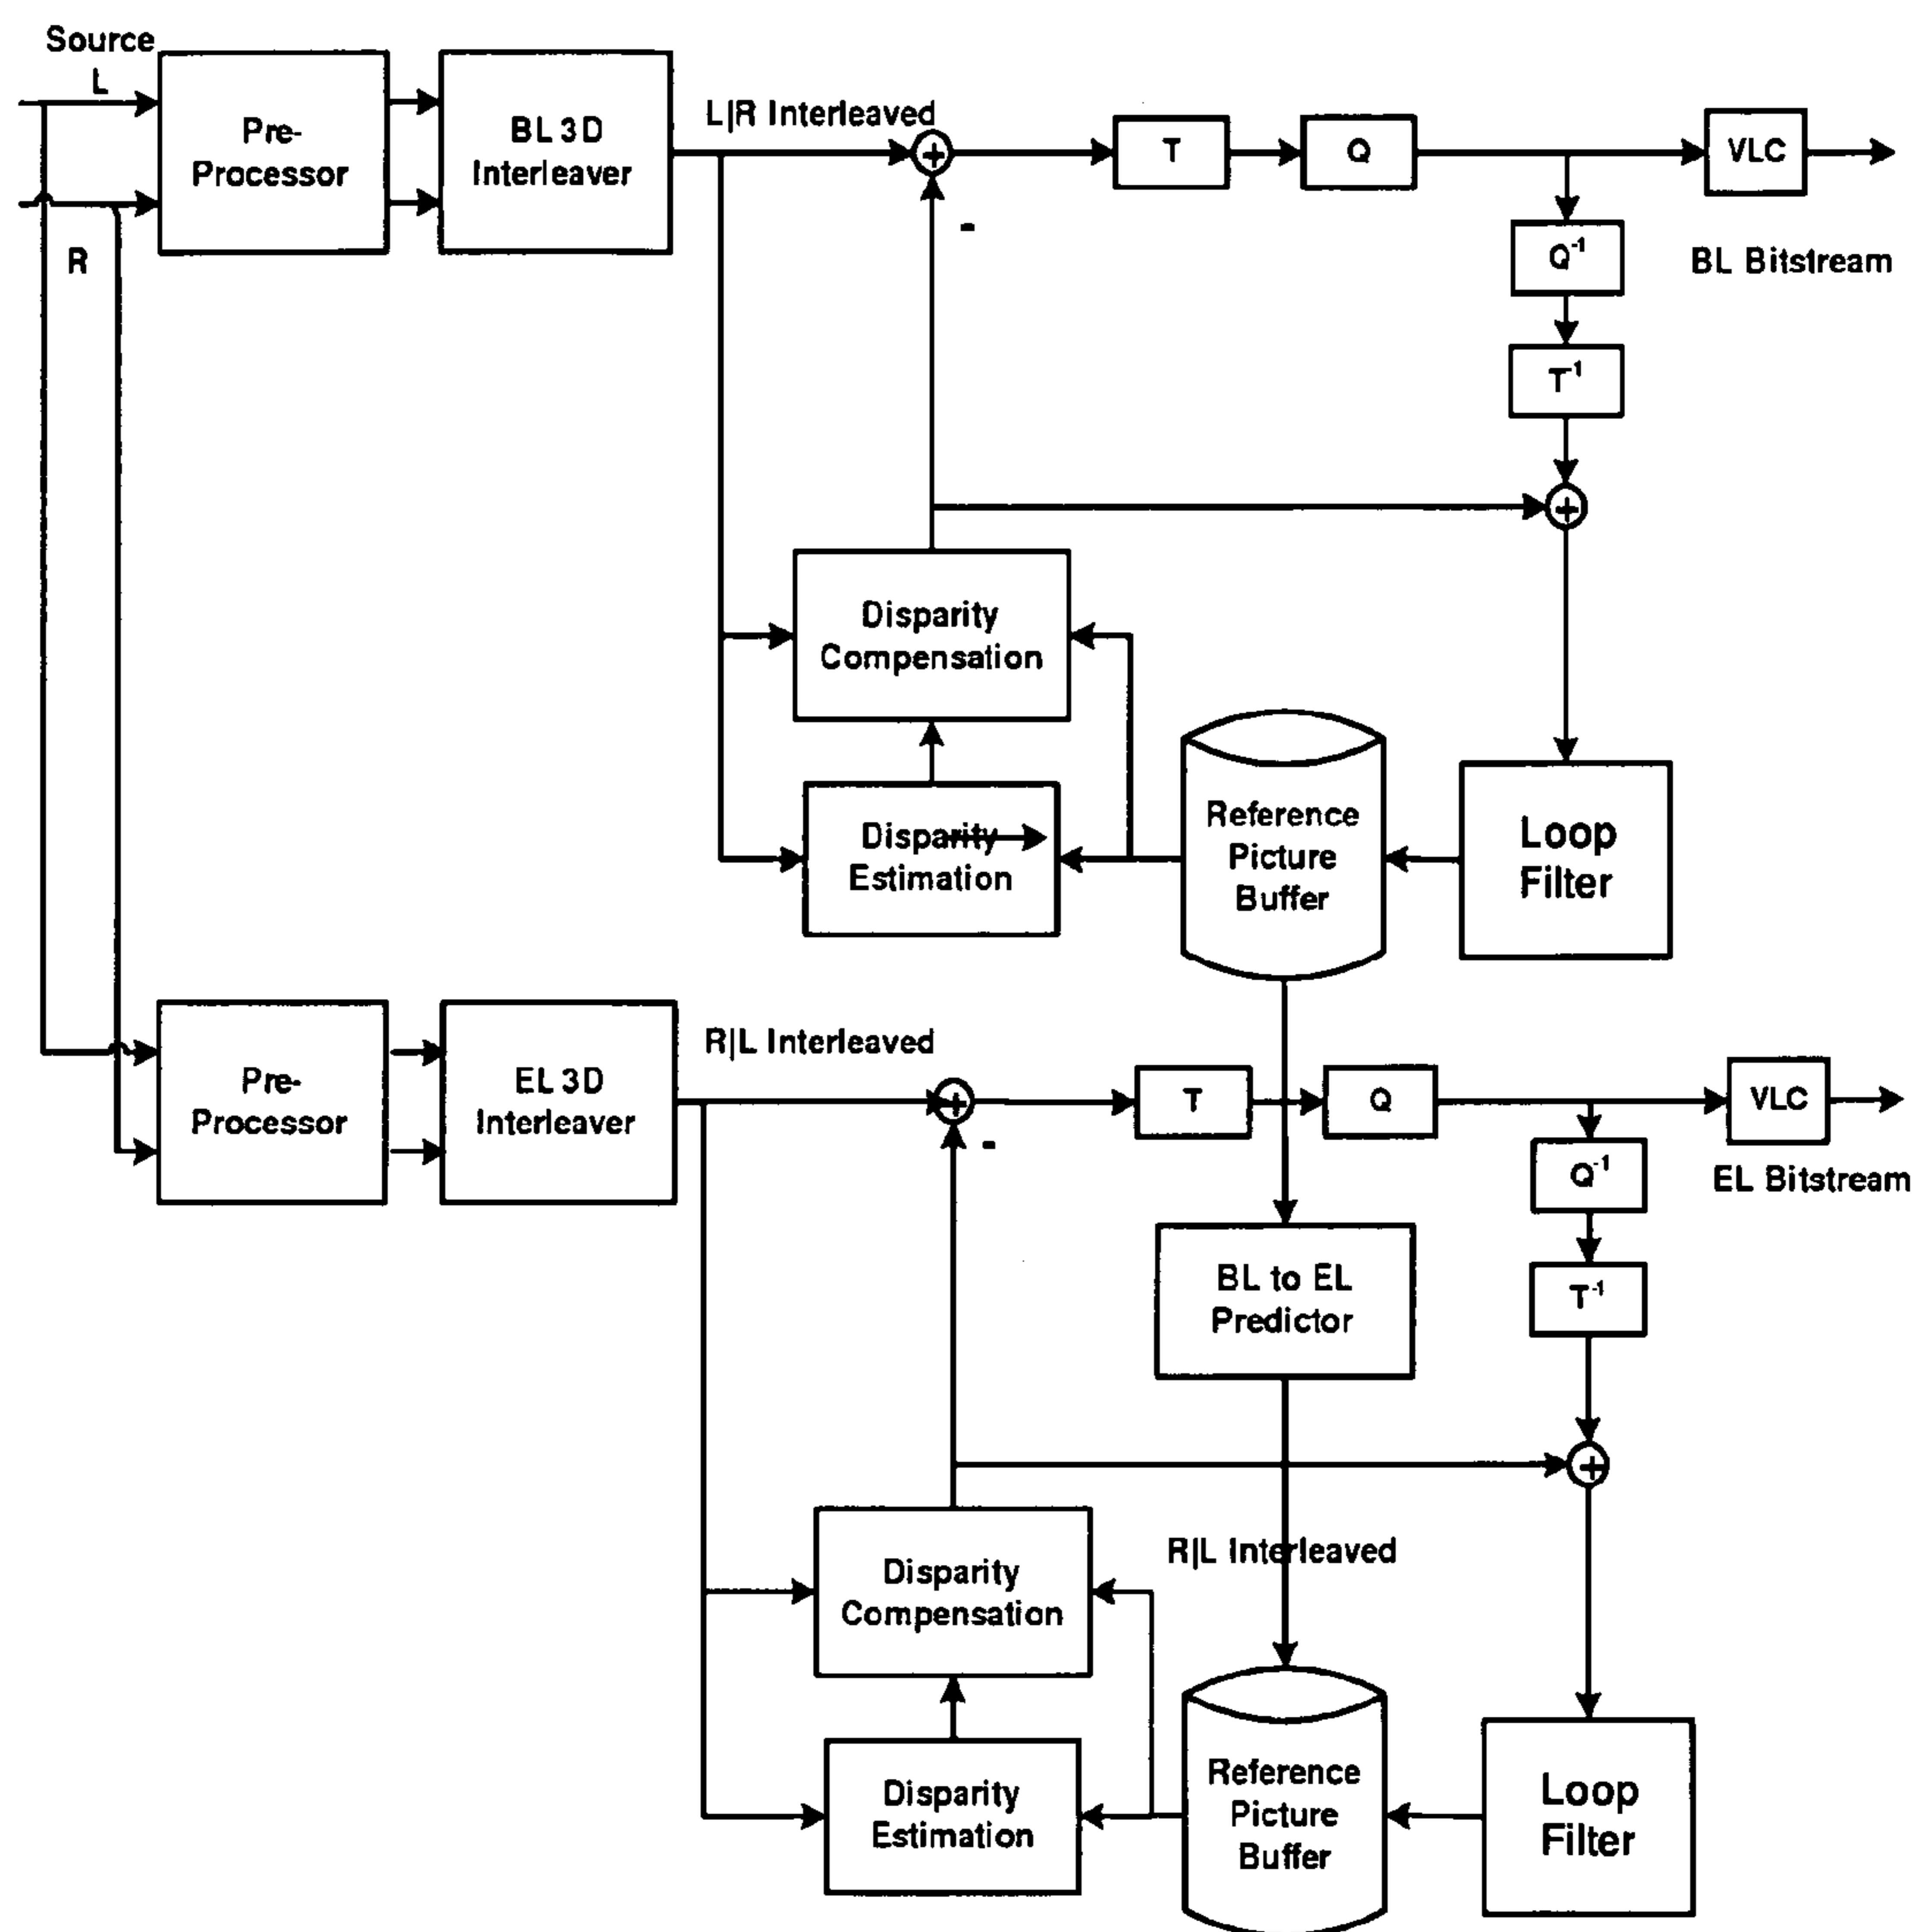 Source
L
R
Pre-
Processor
BL 3D
Interleaver
L|R Interleaved
+
-
T
Q
VLC
BL Bitstream
Q-1
T-1
+
Disparity
Compensation
Disparity
Estimation
Reference
Picture
Buffer
Loop
Filter
Pre-
Processor
EL 3D
Interleaver
R|L Interleaved
+
-
T
Q
VLC
EL Bitstream
Q-1
T-1
BL to EL
Predictor
+
R|L Interleaved
Disparity
Compensation
Disparity
Estimation
Reference
Picture
Buffer
Loop
Filter